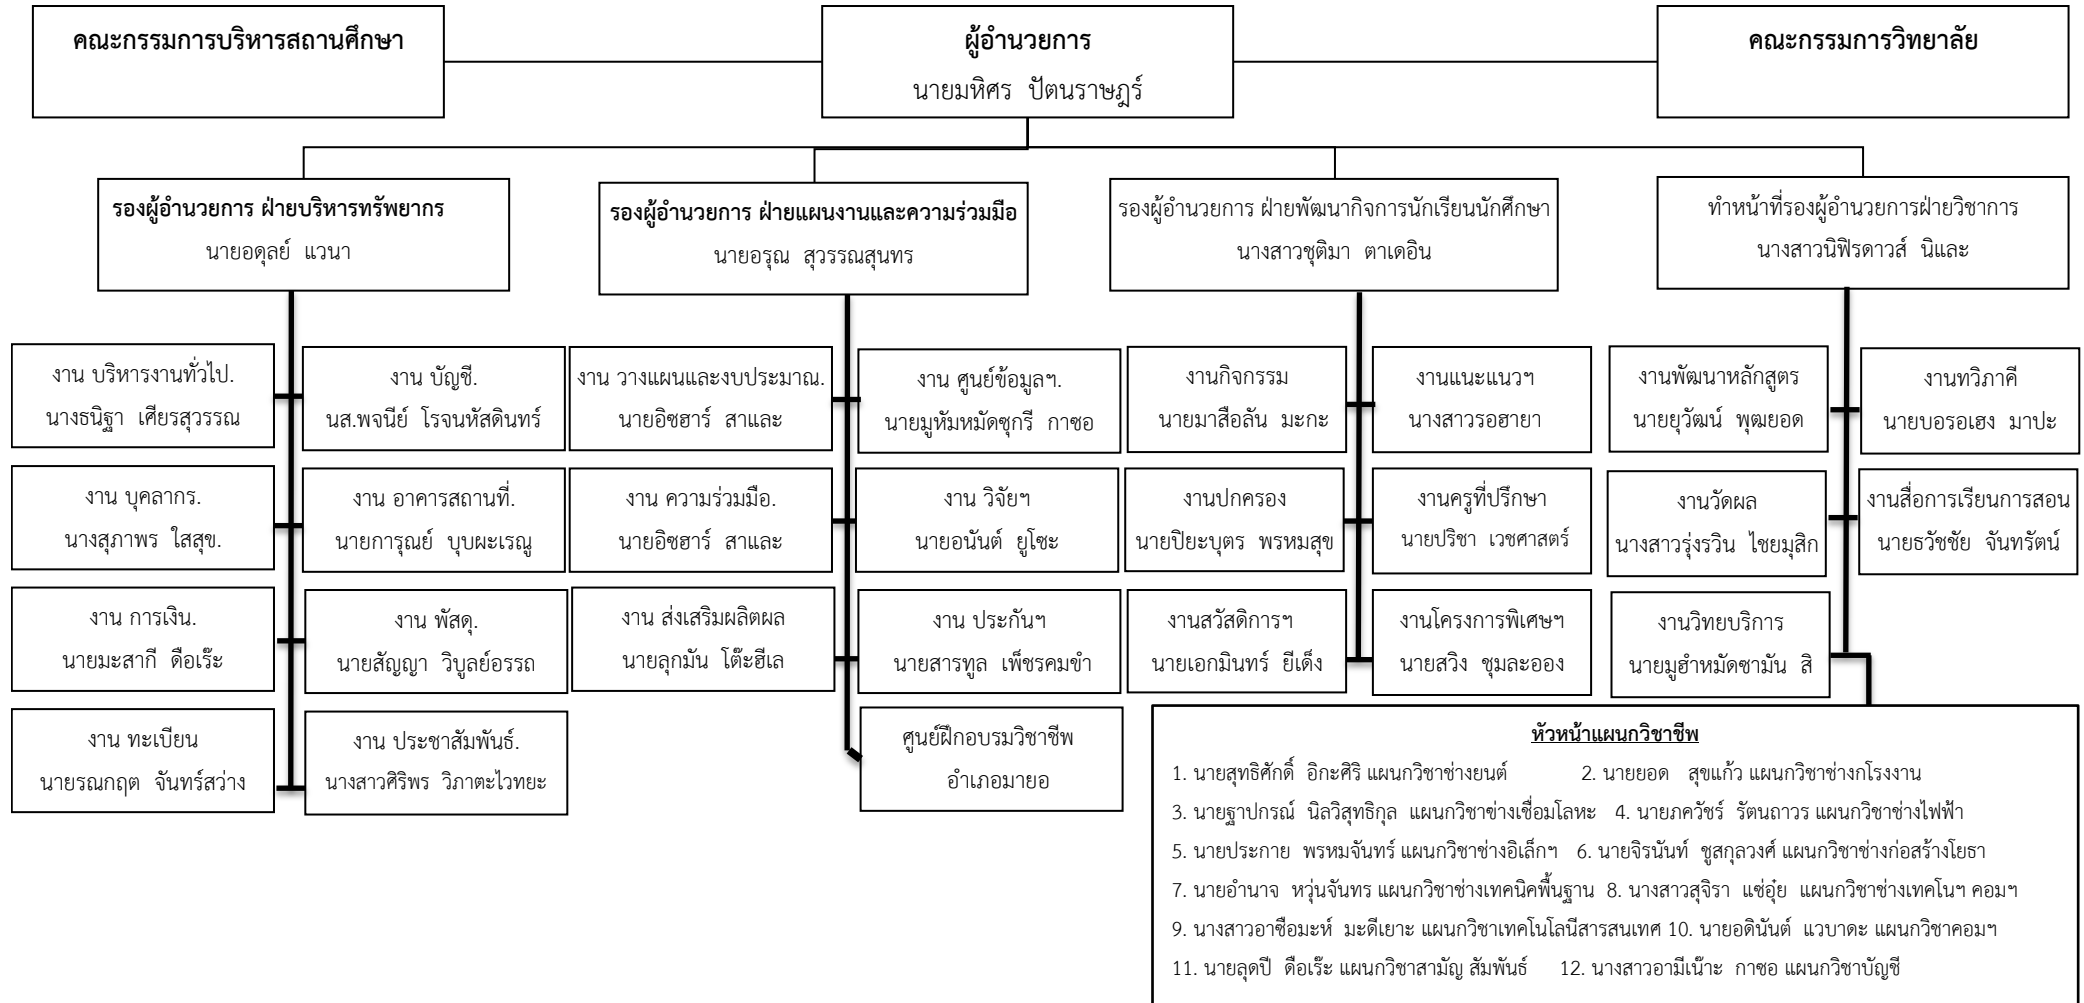 คณะกรรมการบริหารสถานศึกษา
ผู้อำนวยการ
นายมหิศร ปัตนราษฎร์
คณะกรรมการวิทยาลัย
รองผู้อำนวยการ ฝ่ายบริหารทรัพยากร
นายอดุลย์ แวนา
รองผู้อำนวยการ ฝ่ายแผนงานและความร่วมมือ
นายอรุณ สุวรรณสุนทร
รองผู้อำนวยการ ฝ่ายพัฒนากิจการนักเรียนนักศึกษา
นางสาวชุติมา ตาเดอิน
ทำหน้าที่รองผู้อำนวยการฝ่ายวิชาการ
นางสาวนิฟิรดาวส์ นิและ
งาน บริหารงานทั่วไป.
นางธนิฐา เศียรสุวรรณ
งาน บัญชี.
นส.พจนีย์ โรจนหัสดินทร์
งาน วางแผนและงบประมาณ.
นายอิซฮาร์ สาและ
งาน ศูนย์ข้อมูลฯ.
นายมูหัมหมัดซุกรี กาซอ
งานกิจกรรม
นายมาสือลัน มะกะ
งานแนะแนวฯ
นางสาวรอฮายา
งานพัฒนาหลักสูตร
นายยุวัฒน์ พุฒยอด
งานทวิภาคี
นายบอรอเฮง มาปะ
งาน บุคลากร.
นางสุภาพร ใสสุข.
งาน อาคารสถานที่.
นายการุณย์ บุบผะเรณู
งาน ความร่วมมือ.
นายอิซฮาร์ สาและ
งาน วิจัยฯ
นายอนันต์ ยูโซะ
งานปกครอง
นายปิยะบุตร พรหมสุข
งานครูที่ปรึกษา
นายปริชา เวชศาสตร์
งานวัดผล
นางสาวรุ่งรวิน ไชยมุสิก
งานสื่อการเรียนการสอน
นายธวัชชัย จันทรัตน์
งาน การเงิน.
นายมะสากี ดือเร๊ะ
งาน พัสดุ.
นายสัญญา วิบูลย์อรรถ
งาน ส่งเสริมผลิตผล
นายลุกมัน โต๊ะฮีเล
งาน ประกันฯ
นายสารทูล เพ็ชรคมขำ
งานสวัสดิการฯ
นายเอกมินทร์ ยีเด็ง
งานโครงการพิเศษฯ
นายสวิง ชุมละออง
งานวิทยบริการ
นายมูฮำหมัดซามัน สิ
งาน ทะเบียน
นายรณกฤต จันทร์สว่าง
งาน ประชาสัมพันธ์.
นางสาวศิริพร วิภาตะไวทยะ
ศูนย์ฝึกอบรมวิชาชีพ
อำเภอมายอ
หัวหน้าแผนกวิชาชีพ
1. นายสุทธิศักดิ์ อิกะศิริ แผนกวิชาช่างยนต์ 2. นายยอด สุขแก้ว แผนกวิชาช่างกโรงงาน
3. นายฐาปกรณ์ นิลวิสุทธิกุล แผนกวิชาข่างเชื่อมโลหะ 4. นายภควัชร์ รัตนถาวร แผนกวิชาช่างไฟฟ้า
5. นายประกาย พรหมจันทร์ แผนกวิชาช่างอิเล็กฯ 6. นายจิรนันท์ ชูสกุลวงศ์ แผนกวิชาช่างก่อสร้างโยธา
7. นายอำนาจ หวุ่นจันทร แผนกวิชาช่างเทคนิคพื้นฐาน 8. นางสาวสุจิรา แซ่อุ๋ย แผนกวิชาช่างเทคโนฯ คอมฯ
9. นางสาวอาซือมะห์ มะดีเยาะ แผนกวิชาเทคโนโลนีสารสนเทศ 10. นายอดินันต์ แวบาดะ แผนกวิชาคอมฯ
11. นายลุดปี ดือเร๊ะ แผนกวิชาสามัญ สัมพันธ์ 12. นางสาวอามีเน๊าะ กาซอ แผนกวิชาบัญชี